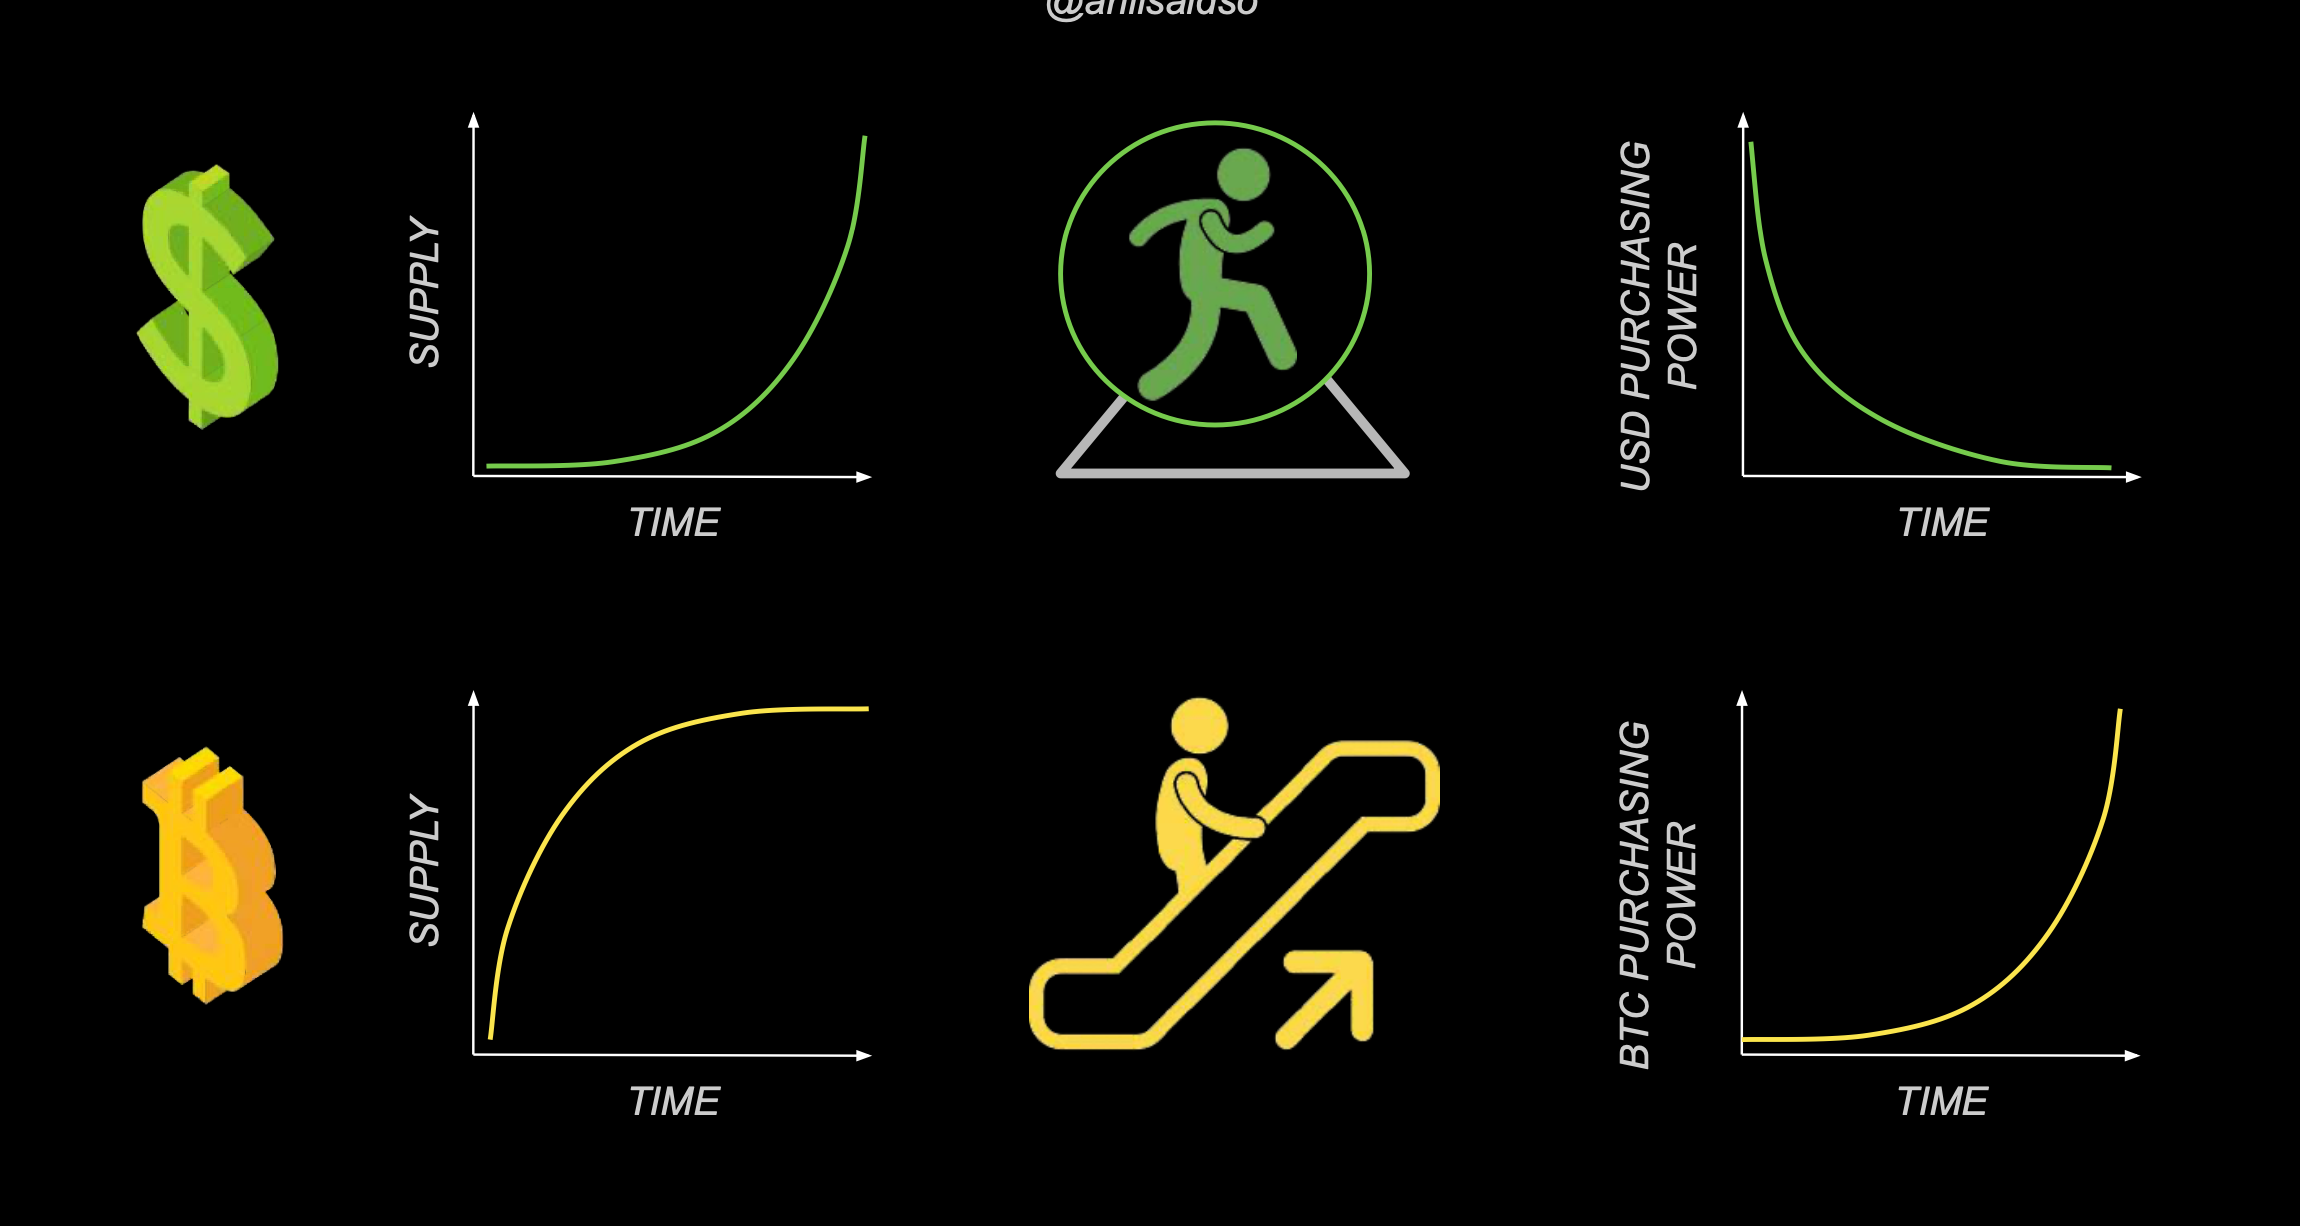 SUPPLY
TIME
USD PURCHASING
POWER
TIME
SUPPLY
TIME
BTC PURCHASING
POWER
TIME